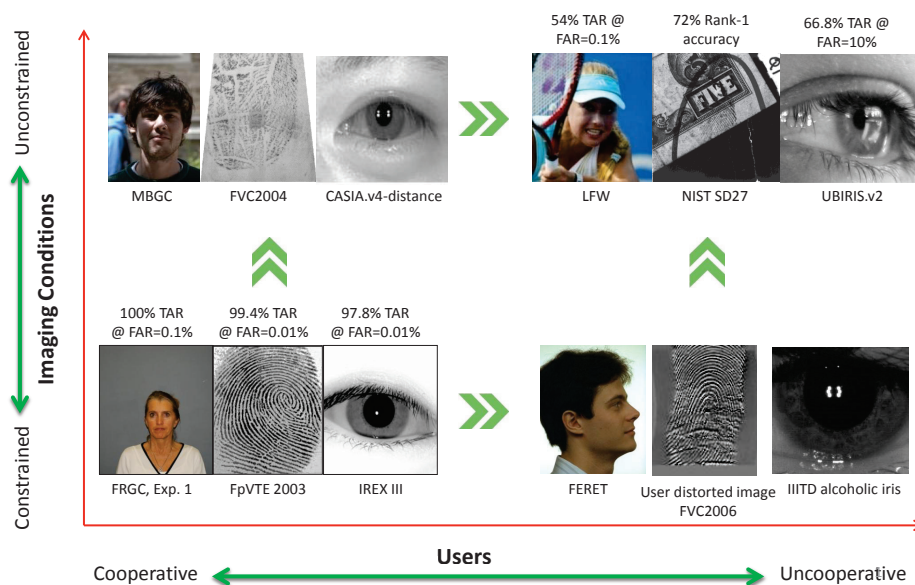 54% TAR @
FAR=0.1%
72% Rank-1
accuracy
66.8% TAR @
FAR=10%
Unconstrained
FIVE
MBGC
FVC2004
CASIA.v4-distance
LFW
NIST SD27
UBIRIS.v2
Imaging Conditions
100% TAR
@ FAR=0.1%
99.4% TAR
@ FAR=0.01%
97.8% TAR
@ FAR=0.01%
Constrained
FRGC, Exp. 1
FpVTE 2003
IREX III
FERET
User distorted image
FVC2006
IIITD alcoholic iris
Users
Cooperative
Uncooperative